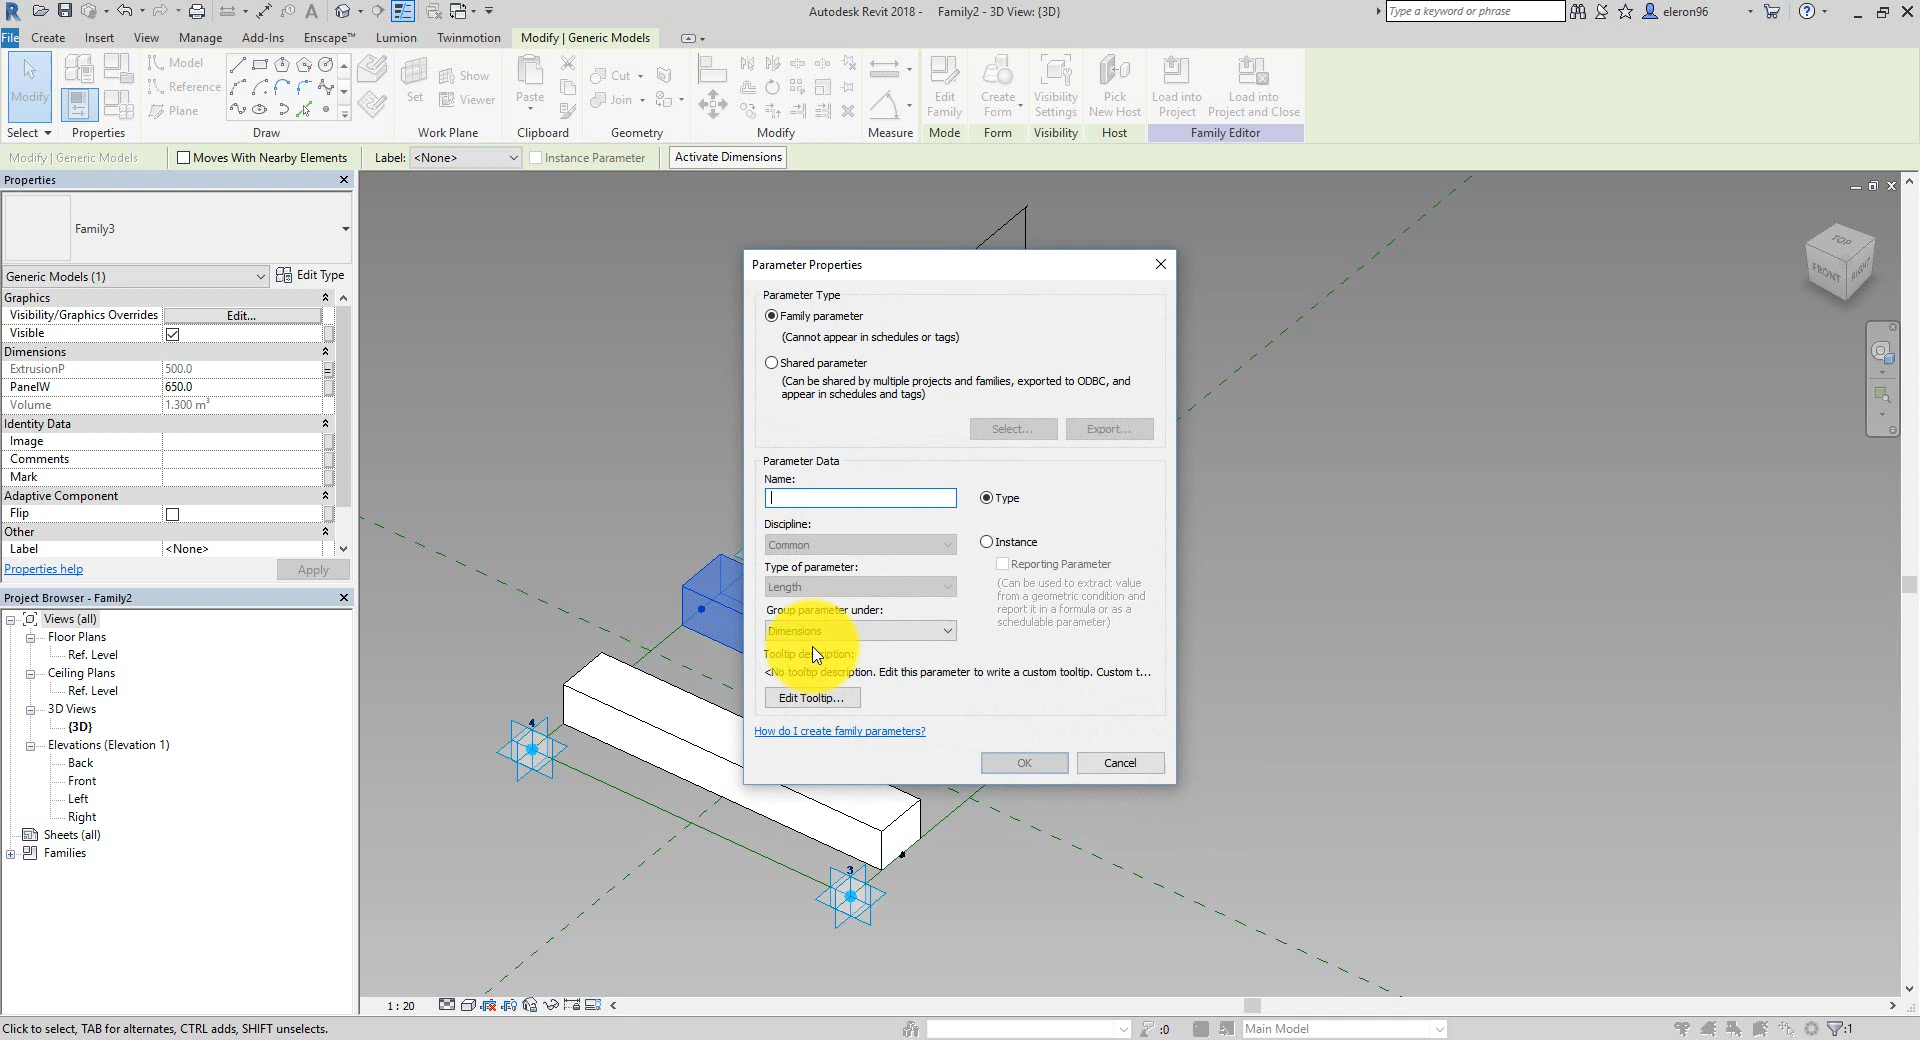 Autodesk Revit 2018 - Family2 - 3D View: {3D}
Type a keyword or phrase
eleron96
File Create Insert View Manage Add-Ins Enscape™ Lumion Twinmotion Modify | Generic Models
Modify
Model
Reference
Plane
Set
Show
Viewer
Paste
Cut
Join
Edit Family
Create Form
Visibility Settings
Pick New Host
Load into Project
Load into Project and Close
Select Properties Draw Work Plane Clipboard Geometry Modify Measure Mode Form Visibility Host Family Editor
Modify | Generic Models Moves With Nearby Elements Label: <None> Instance Parameter Activate Dimensions
Properties
Family3
Generic Models (1) Edit Type
Graphics
Visibility/Graphics Overrides Edit...
Visible
Dimensions
ExtrusionP 500.0
PanelW 650.0
Volume 1.300 m³
Identity Data
Image
Comments
Mark
Adaptive Component
Flip
Other
Label <None>
Properties help Apply
Project Browser - Family2
Views (all)
Floor Plans
Ref. Level
Ceiling Plans
Ref. Level
3D Views
{3D}
Elevations (Elevation 1)
Back
Front
Left
Right
Sheets (all)
Families
TOP
FRONT
RIGHT
4
3
Parameter Properties
Parameter Type
Family parameter
(Cannot appear in schedules or tags)
Shared parameter
(Can be shared by multiple projects and families, exported to ODBC, and
appear in schedules and tags)
Select... Export...
Parameter Data
Name:
Type
Discipline:
Common
Instance
Type of parameter:
Reporting Parameter
Length
(Can be used to extract value
from a geometric condition and
report it in a formula or as a
schedulable parameter)
Group parameter under:
Dimensions
Tooltip description:
<No tooltip description. Edit this parameter to write a custom tooltip. Custom t...
Edit Tooltip...
How do I create family parameters?
OK Cancel
1 : 20
Click to select, TAB for alternates, CTRL adds, SHIFT unselects.
:0
Main Model
:1